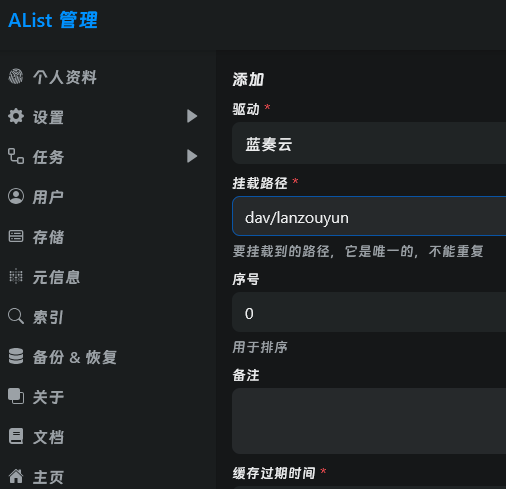 AList 管理
个人资料
设置
任务
用户
存储
元信息
索引
备份 & 恢复
关于
文档
主页
添加
驱动 *
蓝奏云
挂载路径 *
dav/lanzouyun
要挂载到的路径，它是唯一的，不能重复
序号
0
用于排序
备注
缓存过期时间 *